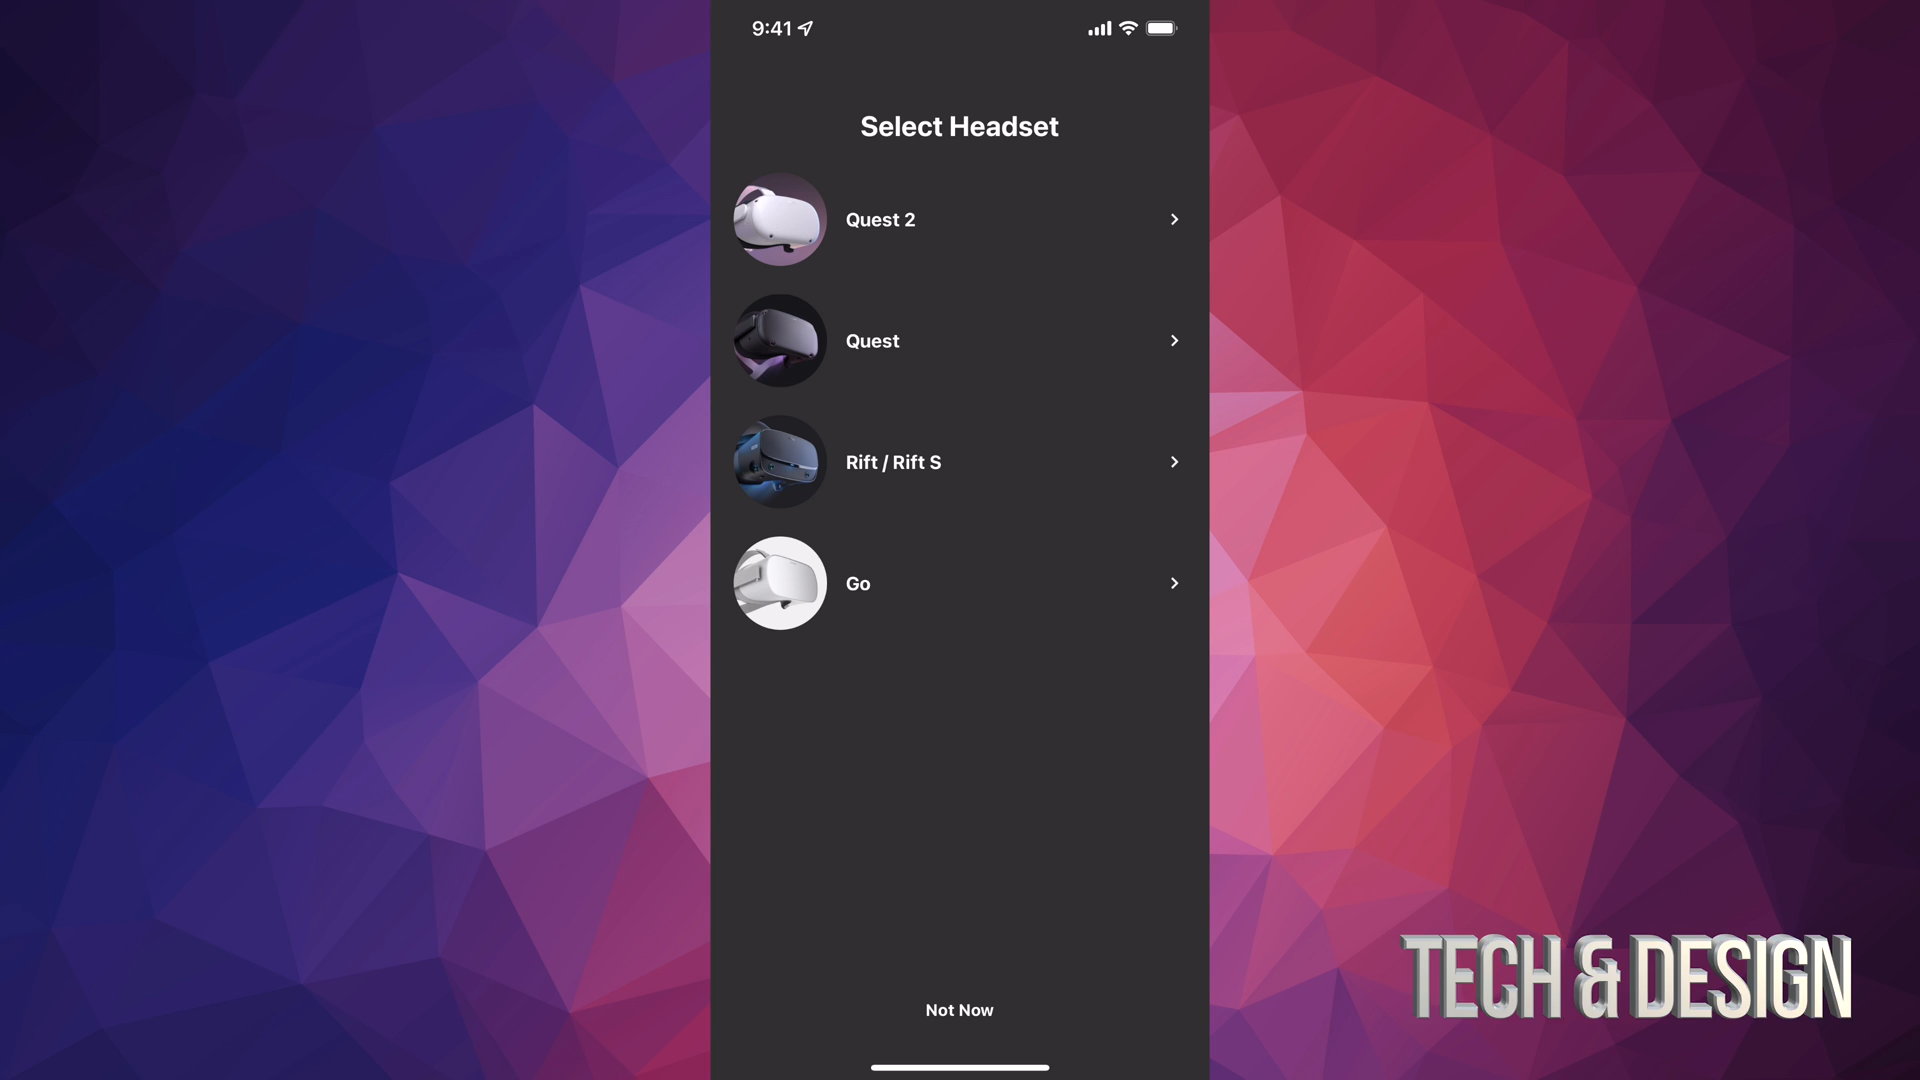 9:41
Select Headset
Quest 2
Quest
Rift / Rift S
Go
Not Now
TECH & DESIGN